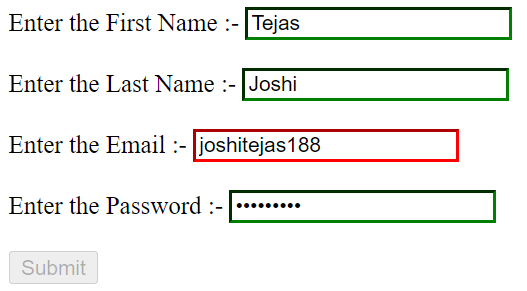 Enter the First Name :- Tejas
Enter the Last Name :- Joshi
Enter the Email :- joshitejas188
Enter the Password :- •••••••••
Submit